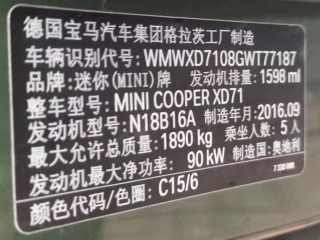 德国宝马汽车集团格拉茨工厂制造
车辆识别代号: WMWXD7108GWT77187
品牌: 迷你(MINI)牌 发动机排量: 1598 ml
整车型号: MINI COOPER XD71
发动机型号: N18B16A 制造年月: 2016.09
最大允许总质量: 1890 kg 乘坐人数: 5 人
发动机最大净功率: 90 kW 制造国: 奥地利
颜色代码/色圈: C15/6